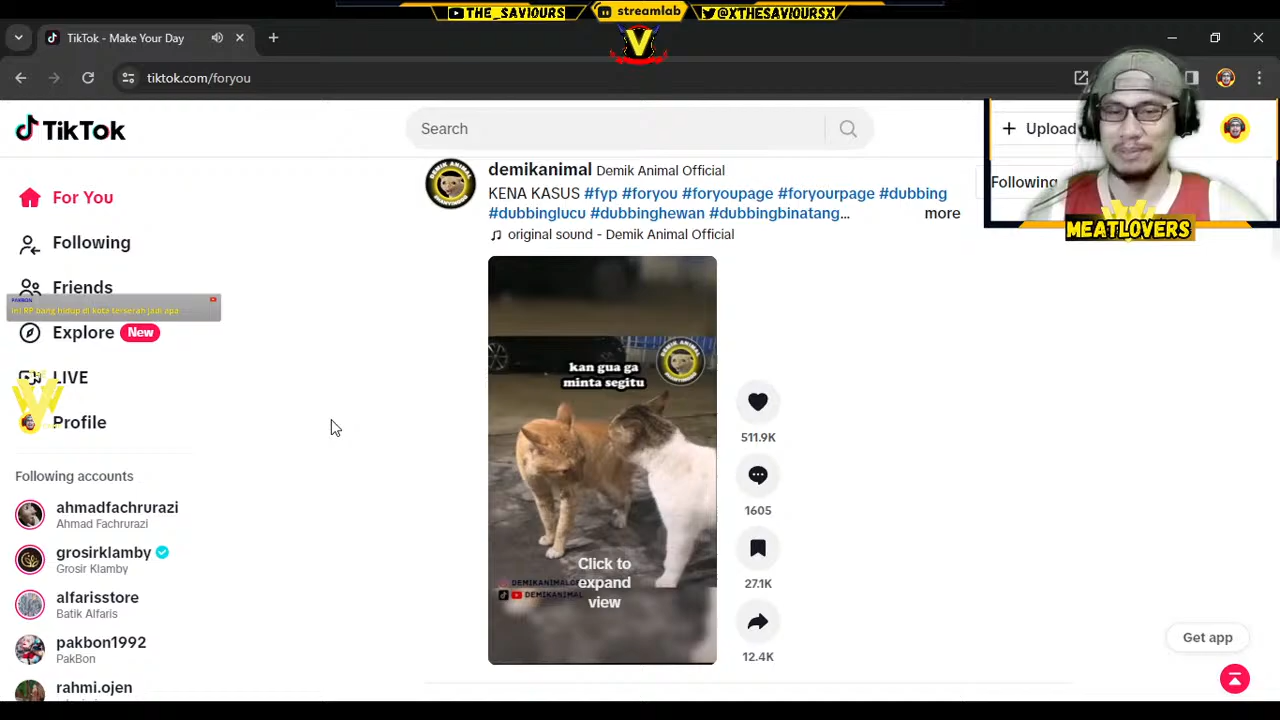 THE_SAVIOURS
streamlab
@XTHESAVIOURSX
V
TikTok - Make Your Day
tiktok.com/foryou
TikTok
Search
Upload
Following
MEATLOVERS
For You
Following
Friends
PAKBON
Ini RP bang hidup di kota terserah jadi apa
Explore New
LIVE
Profile
Following accounts
ahmadfachrurazi
Ahmad Fachrurazi
grosirklamby
Grosir Klamby
alfarisstore
Batik Alfaris
pakbon1992
PakBon
rahmi.ojen
demikanimal Demik Animal Official
KENA KASUS #fyp #foryou #foryoupage #foryourpage #dubbing
#dubbinglucu #dubbinghewan #dubbingbinatang... more
original sound - Demik Animal Official
DEMIK ANIMAL
kan gua ga
minta segitu
Click to
expand
view
DEMIKANIMAL
511.9K
1605
27.1K
12.4K
Get app